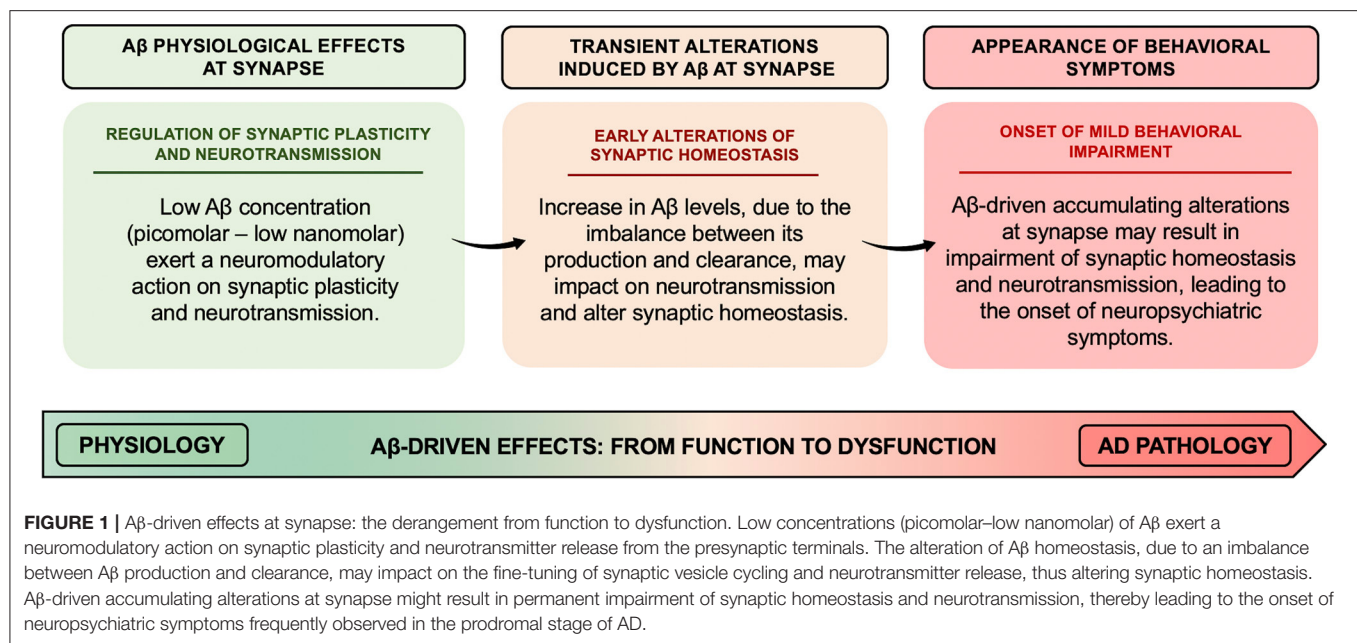 Aβ PHYSIOLOGICAL EFFECTS
AT SYNAPSE
REGULATION OF SYNAPTIC PLASTICITY
AND NEUROTRANSMISSION
Low Aβ concentration
(picomolar – low nanomolar)
exert a neuromodulatory
action on synaptic plasticity
and neurotransmission.
TRANSIENT ALTERATIONS
INDUCED BY Aβ AT SYNAPSE
EARLY ALTERATIONS OF
SYNAPTIC HOMEOSTASIS
Increase in Aβ levels, due to the
imbalance between its
production and clearance, may
impact on neurotransmission
and alter synaptic homeostasis.
APPEARANCE OF BEHAVIORAL
SYMPTOMS
ONSET OF MILD BEHAVIORAL
IMPAIRMENT
Aβ-driven accumulating alterations
at synapse may result in
impairment of synaptic homeostasis
and neurotransmission, leading to
the onset of neuropsychiatric
symptoms.
PHYSIOLOGY
Aβ-DRIVEN EFFECTS: FROM FUNCTION TO DYSFUNCTION
AD PATHOLOGY
FIGURE 1 | Aβ-driven effects at synapse: the derangement from function to dysfunction. Low concentrations (picomolar–low nanomolar) of Aβ exert a
neuromodulatory action on synaptic plasticity and neurotransmitter release from the presynaptic terminals. The alteration of Aβ homeostasis, due to an imbalance
between Aβ production and clearance, may impact on the fine-tuning of synaptic vesicle cycling and neurotransmitter release, thus altering synaptic homeostasis.
Aβ-driven accumulating alterations at synapse might result in permanent impairment of synaptic homeostasis and neurotransmission, thereby leading to the onset of
neuropsychiatric symptoms frequently observed in the prodromal stage of AD.